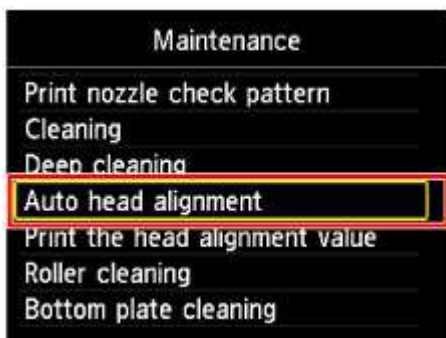 Maintenance
Print nozzle check pattern
Cleaning
Deep cleaning
Auto head alignment
Print the head alignment value
Roller cleaning
Bottom plate cleaning